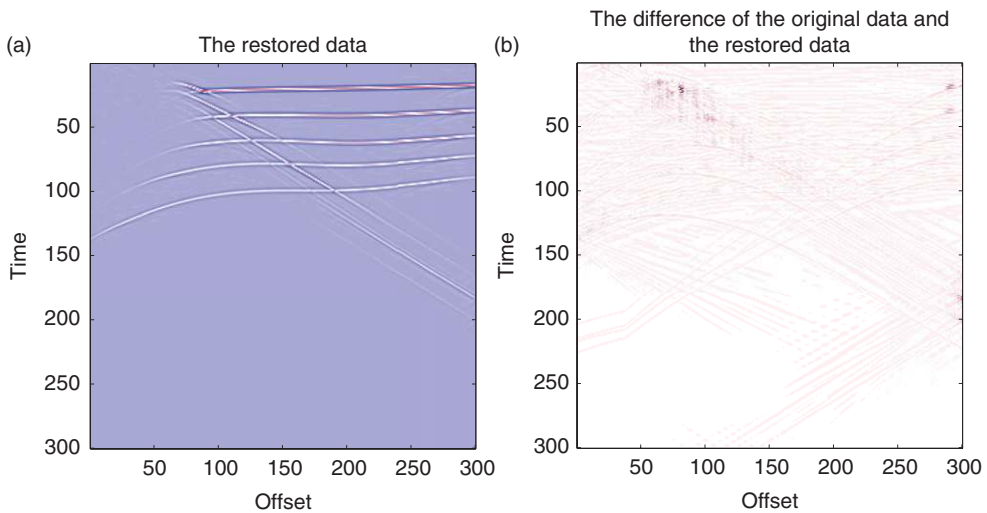 (a)
The restored data
50
100
150
200
250
300
Time
50 100 150 200 250 300
Offset
(b)
The difference of the original data and
the restored data
50
100
150
200
250
300
Time
50 100 150 200 250 300
Offset